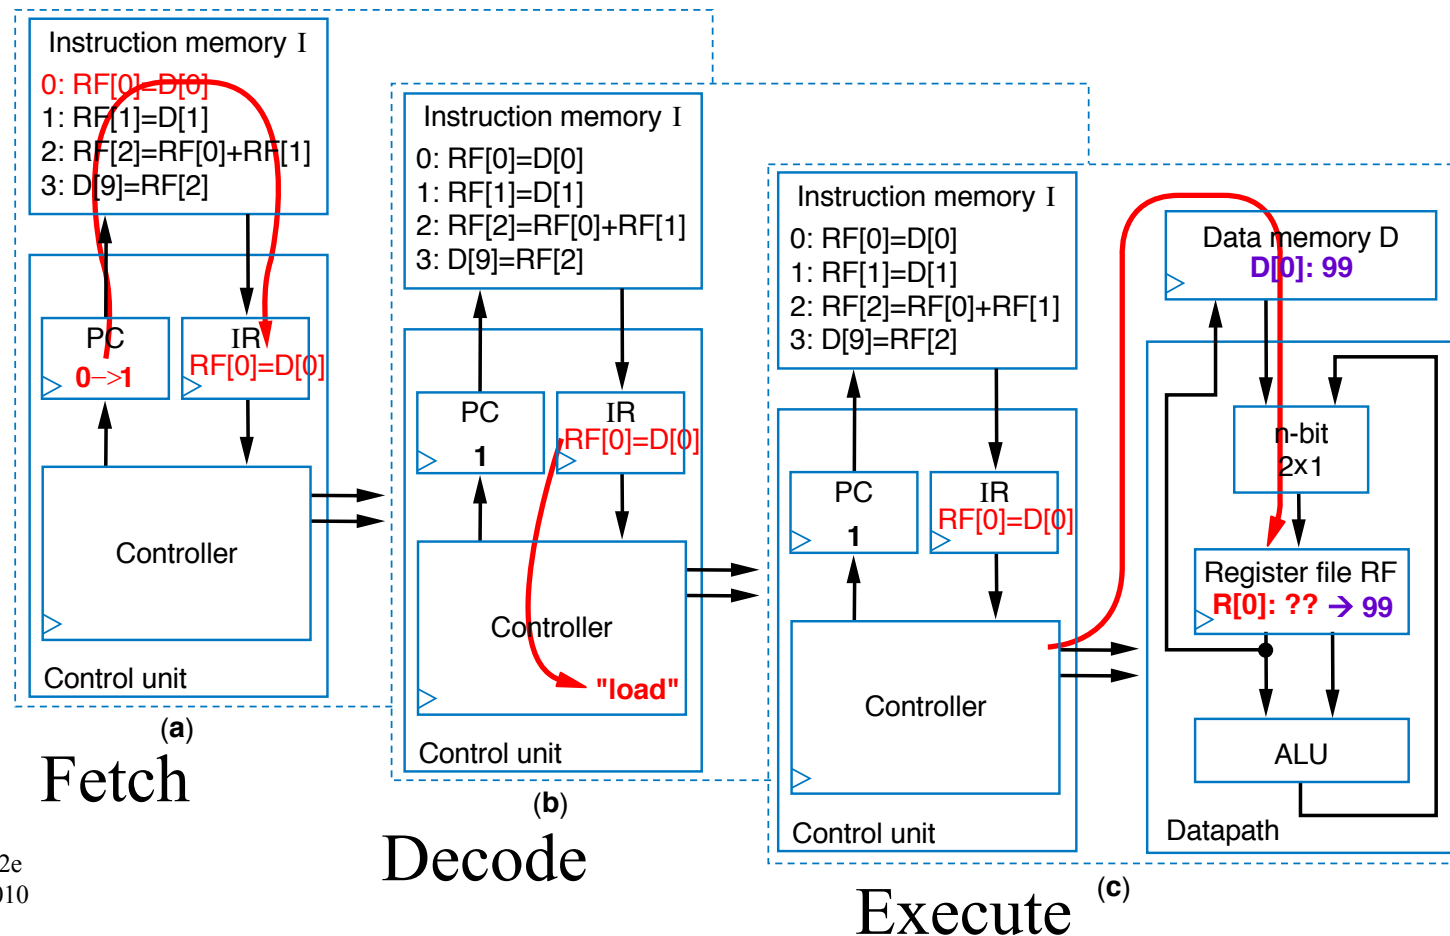 Instruction memory I
0: RF[0]=D[0]
1: RF[1]=D[1]
2: RF[2]=RF[0]+RF[1]
3: D[9]=RF[2]
PC
0->1
IR
RF[0]=D[0]
Controller
Control unit
(a)
Fetch
Instruction memory I
0: RF[0]=D[0]
1: RF[1]=D[1]
2: RF[2]=RF[0]+RF[1]
3: D[9]=RF[2]
PC
1
IR
RF[0]=D[0]
Controller
"load"
Control unit
(b)
Decode
Instruction memory I
0: RF[0]=D[0]
1: RF[1]=D[1]
2: RF[2]=RF[0]+RF[1]
3: D[9]=RF[2]
PC
1
IR
RF[0]=D[0]
Controller
Control unit
Data memory D
D[0]: 99
n-bit
2x1
Register file RF
R[0]: ?? → 99
ALU
Datapath
(c)
Execute
2e